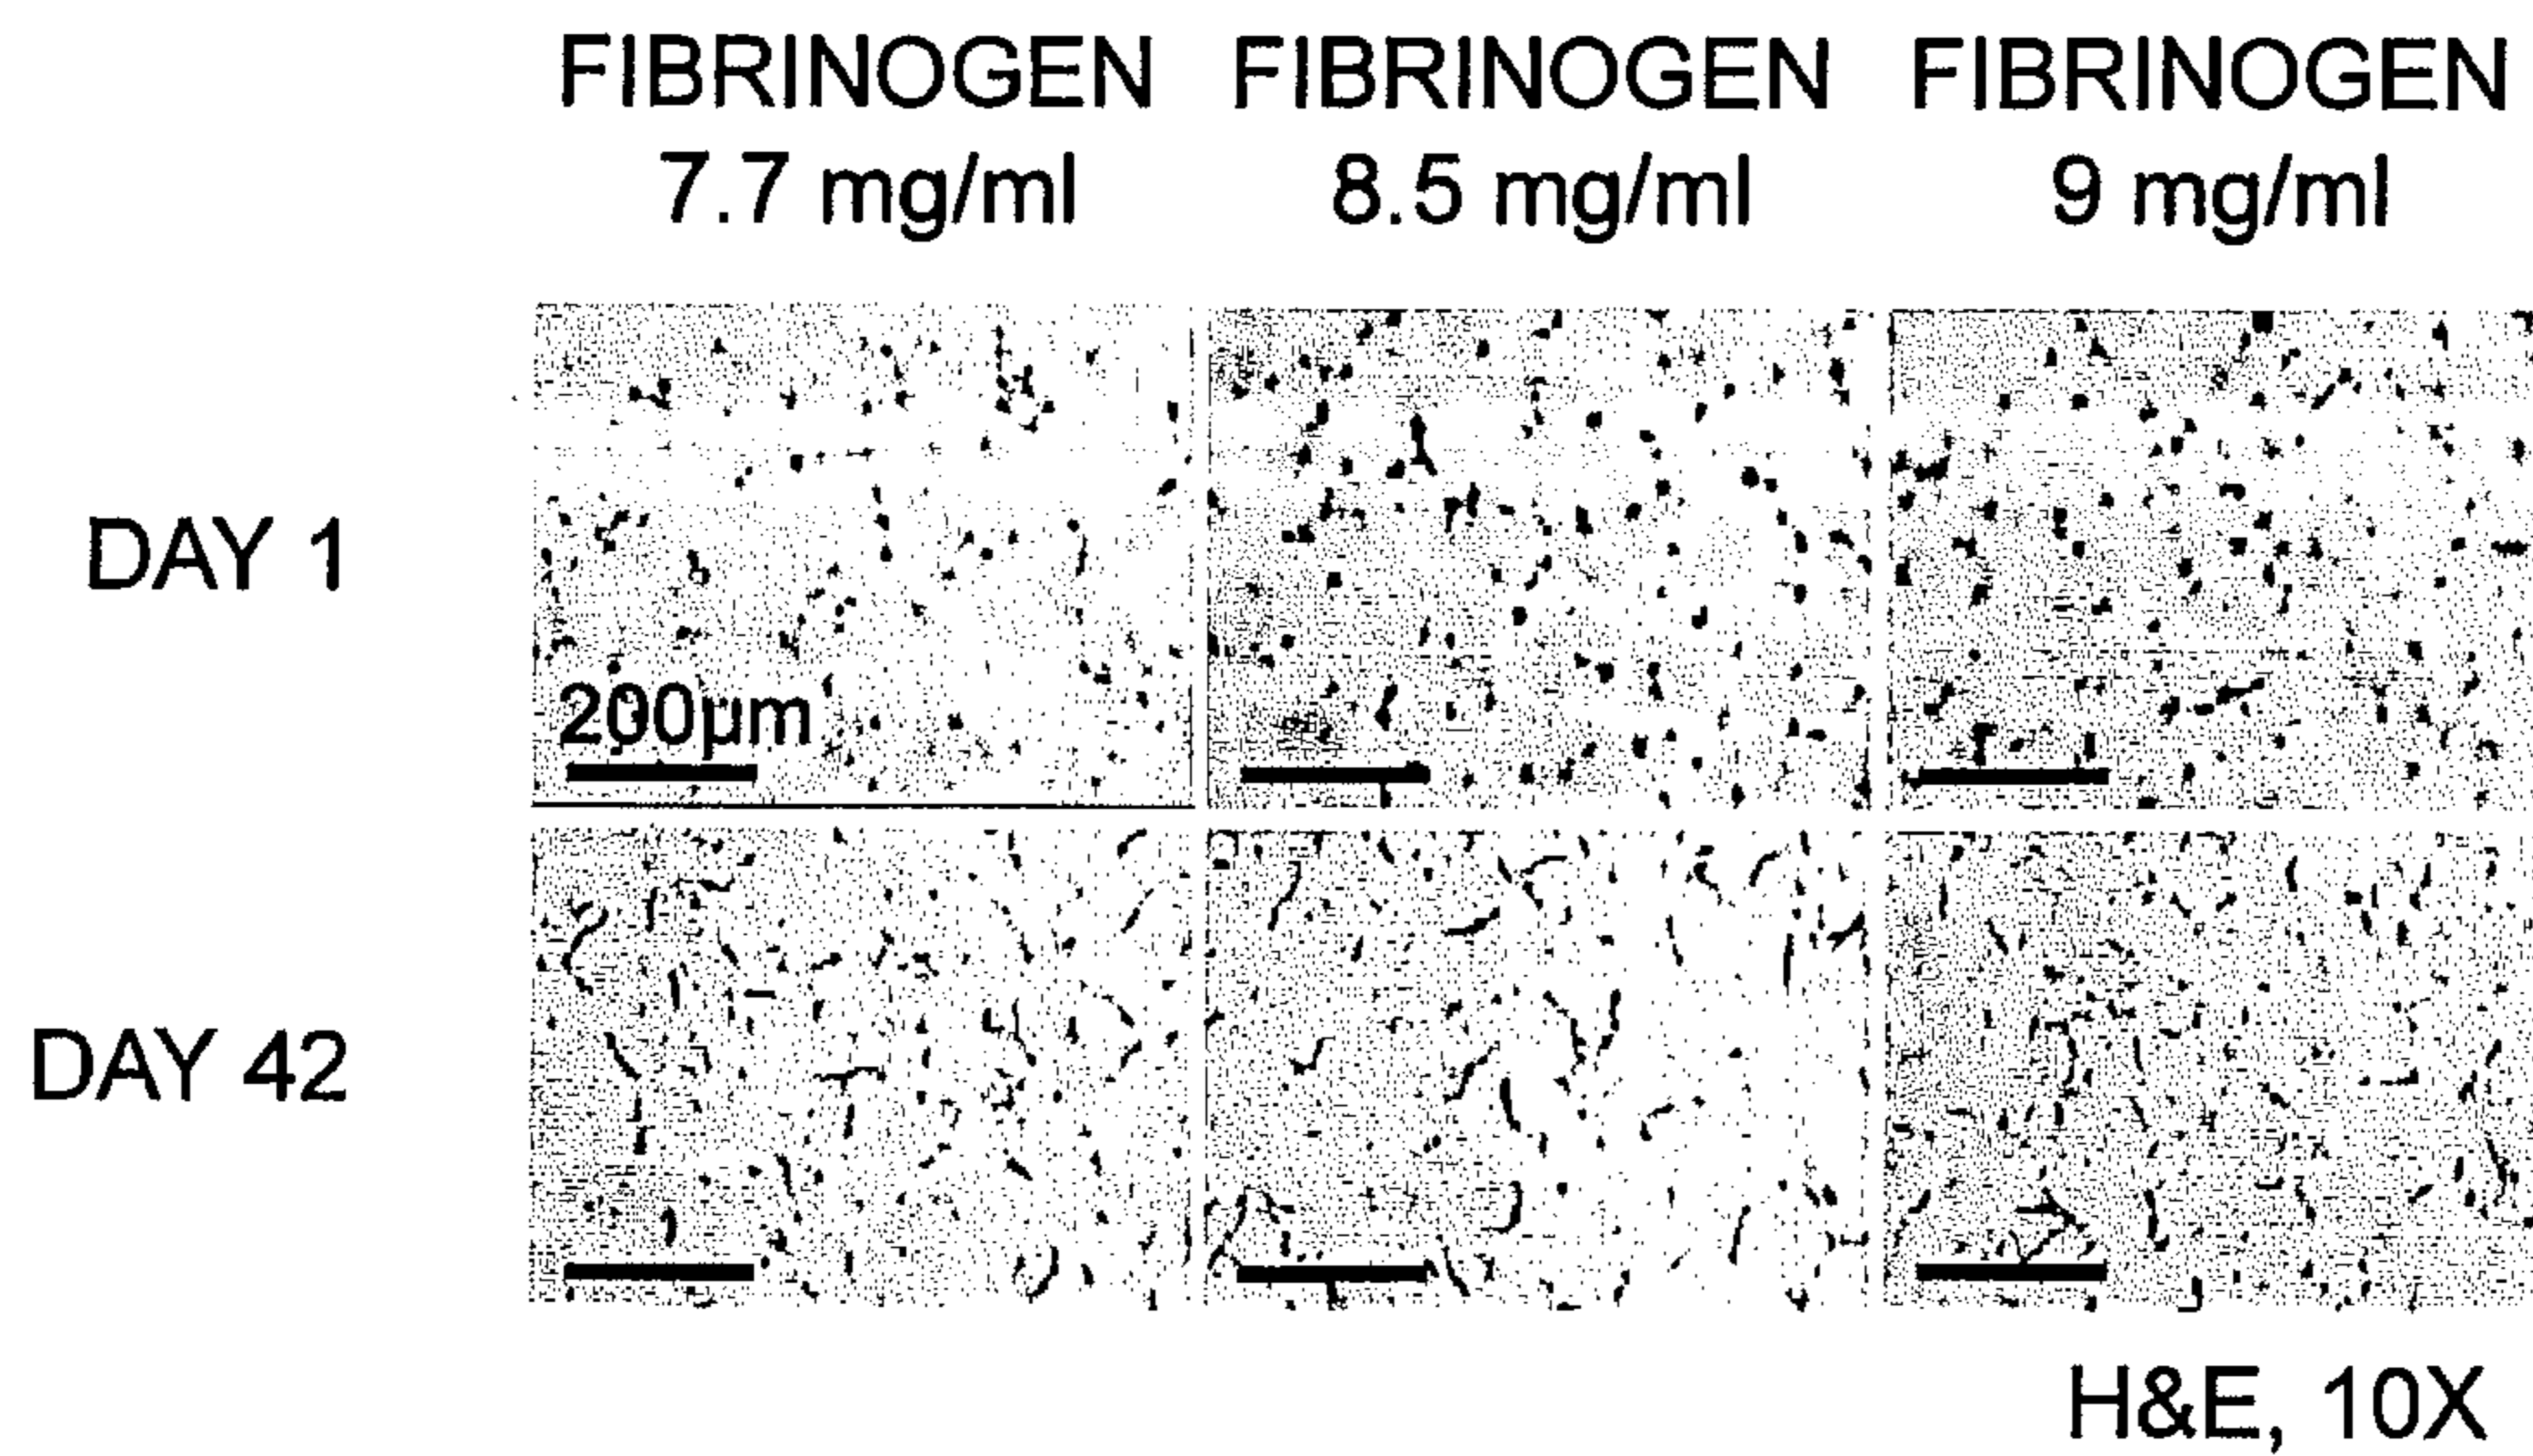 FIBRINOGEN FIBRINOGEN FIBRINOGEN
7.7 mg/ml 8.5 mg/ml 9 mg/ml
DAY 1
200µm
DAY 42
H&E, 10X